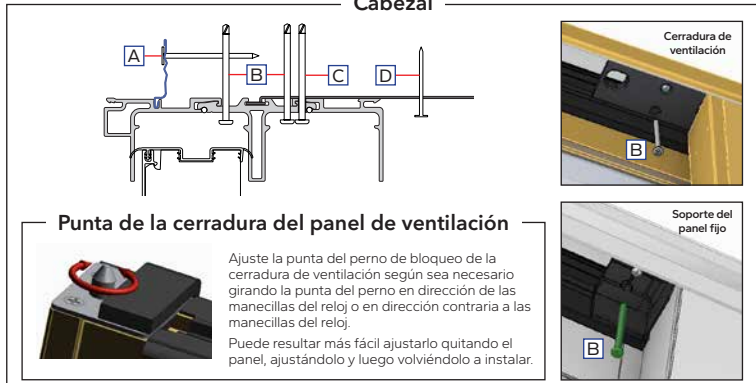 Cabezal
A
B
C
D
Cerradura de
ventilación
B
Punta de la cerradura del panel de ventilación
Ajuste la punta del perno de bloqueo de la
cerradura de ventilación según sea necesario
girando la punta del perno en dirección de las
manecillas del reloj o en dirección contraria a las
manecillas del reloj.
Puede resultar más fácil ajustarlo quitando el
panel, ajustándolo y luego volviéndolo a instalar.
Soporte del
panel fijo
B